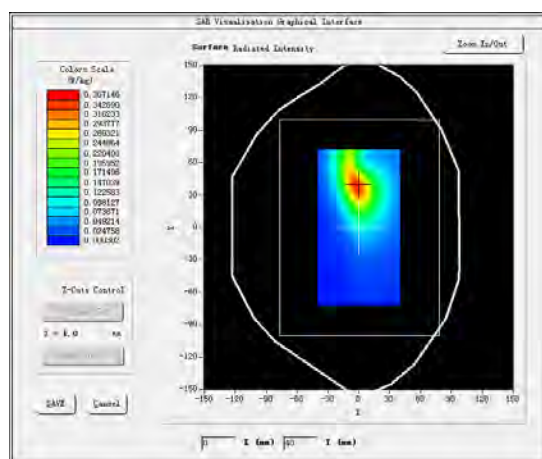 SAR Visualisation Graphical Interface
Surface Radiated Intensity
Zoom In/Out
Colors Scale
(W/kg)
0.367146
0.342690
0.318233
0.293777
0.269321
0.244864
0.220408
0.195952
0.171496
0.147039
0.122583
0.098127
0.073671
0.049214
0.024758
0.000302
150
120
90
60
30
0
-30
-60
-90
-120
-150
-150 -120 -90 -60 -30 0 30 60 90 120 150
Z-Cuts Control
SAVE
Cancel
0 X (mm) 40 Y (mm)